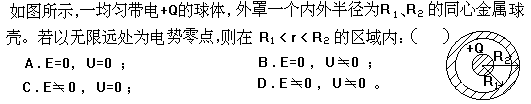 如图所示，一均匀带电+Q的球体，外罩一个内外半径为R₁、R₂的同心金属球
壳。若以无限远处为电势零点，则在 R₁<r<R₂的区域内：（ ）
A．E=0，U=0；
B．E=0，U≒0；
C．E≒0，U=0；
D．E≒0，U≒0 。
+Q
R₂
R₁